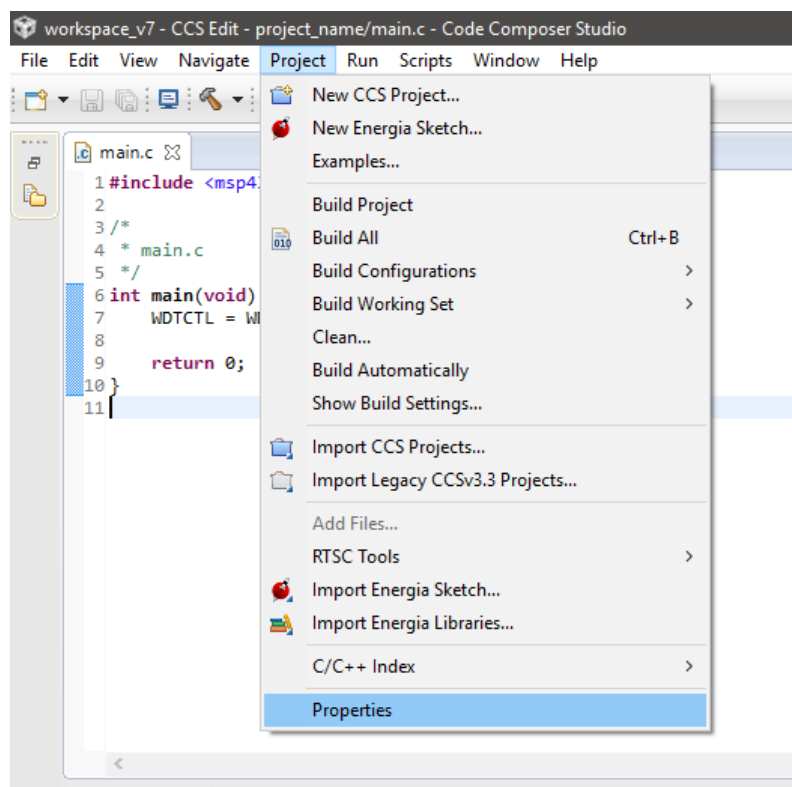 workspace_v7 - CCS Edit - project_name/main.c - Code Composer Studio
File Edit View Navigate Project Run Scripts Window Help
New CCS Project...
New Energia Sketch...
Examples...
Build Project
Build All Ctrl+B
Build Configurations
Build Working Set
Clean...
Build Automatically
Show Build Settings...
Import CCS Projects...
Import Legacy CCSv3.3 Projects...
Add Files...
RTSC Tools
Import Energia Sketch...
Import Energia Libraries...
C/C++ Index
Properties
main.c
1 #include <msp4
2
3 /*
4 * main.c
5 */
6 int main(void)
7 WDTCTL = W
8
9 return 0;
10 }
11